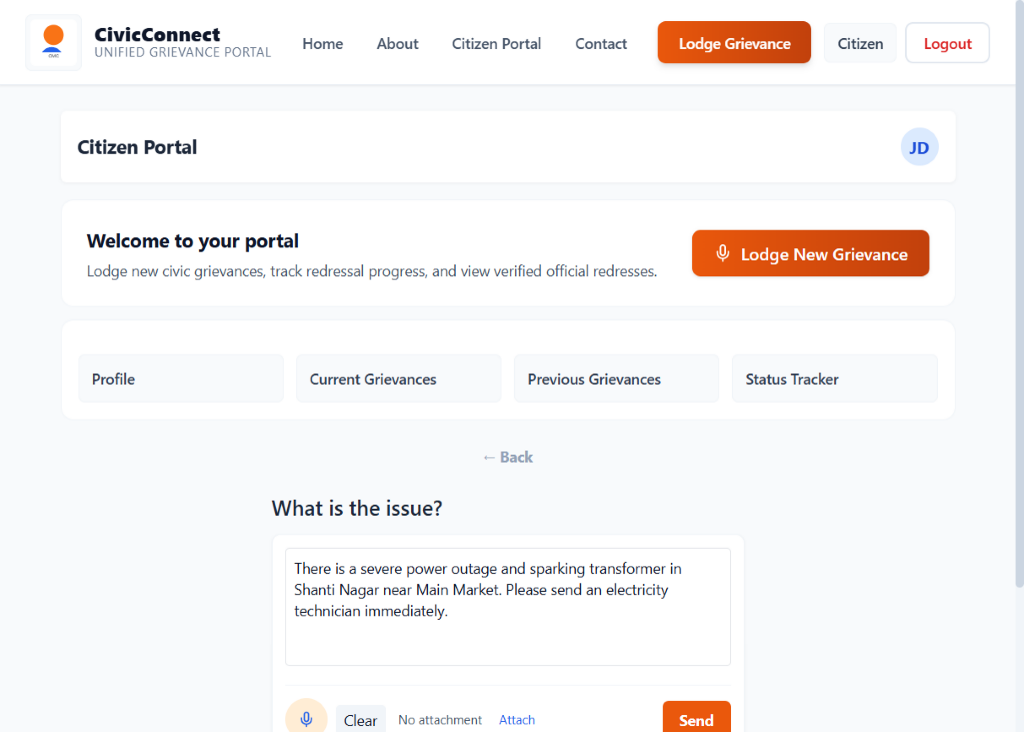 CivicConnect
UNIFIED GRIEVANCE PORTAL
Home
About
Citizen Portal
Contact
Lodge Grievance
Citizen
Logout
Citizen Portal
JD
Welcome to your portal
Lodge new civic grievances, track redressal progress, and view verified official redresses.
Lodge New Grievance
Profile
Current Grievances
Previous Grievances
Status Tracker
← Back
What is the issue?
There is a severe power outage and sparking transformer in
Shanti Nagar near Main Market. Please send an electricity
technician immediately.
Clear
No attachment
Attach
Send